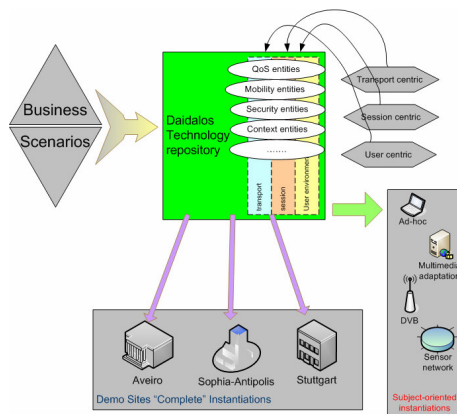 Business
Scenarios
Daidalos
Technology
repository
QoS entities
Mobility entities
Security entities
Context entities
.......
transport
session
User environment
Transport centric
Session centric
User centric
Ad-hoc
Multimedia
adaptation
DVB
Sensor
network
Subject-oriented
instantiations
Aveiro
Sophia-Antipolis
Stuttgart
Demo Sites “Complete” Instantiations